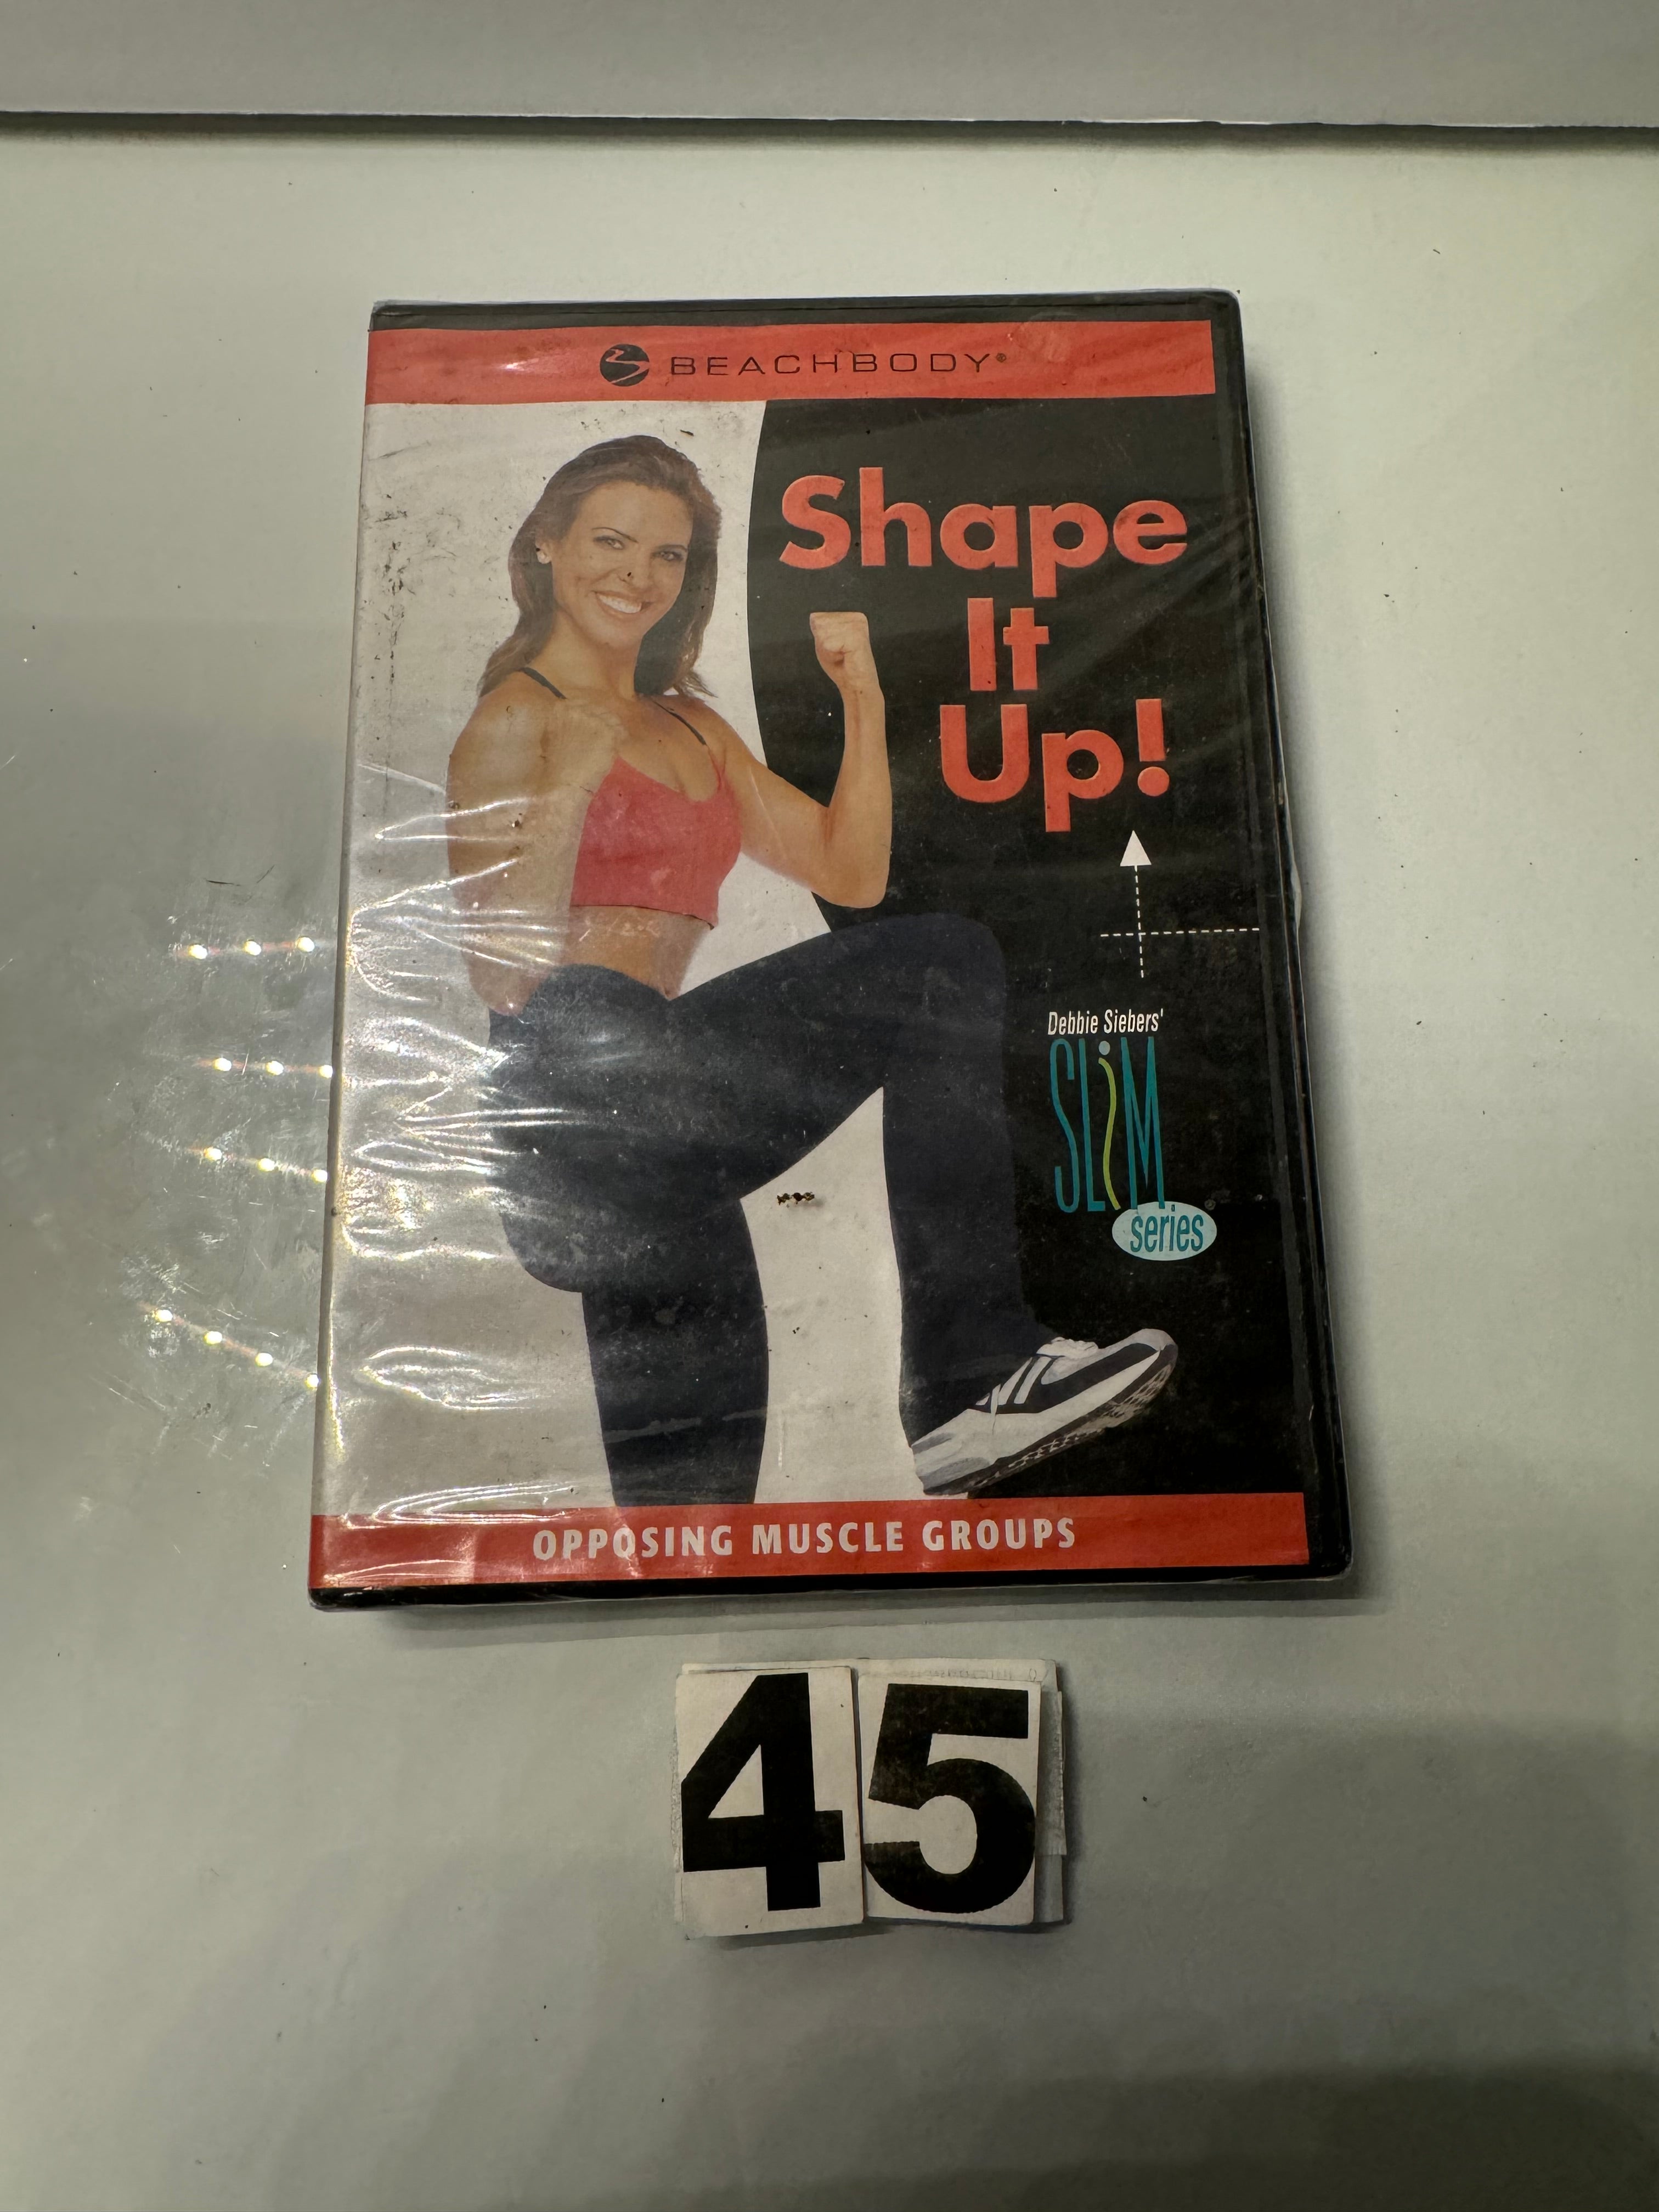 BEACHBODY®
Shape
It
Up!
Debbie Siebers'
SLiM
series®
OPPOSING MUSCLE GROUPS
45